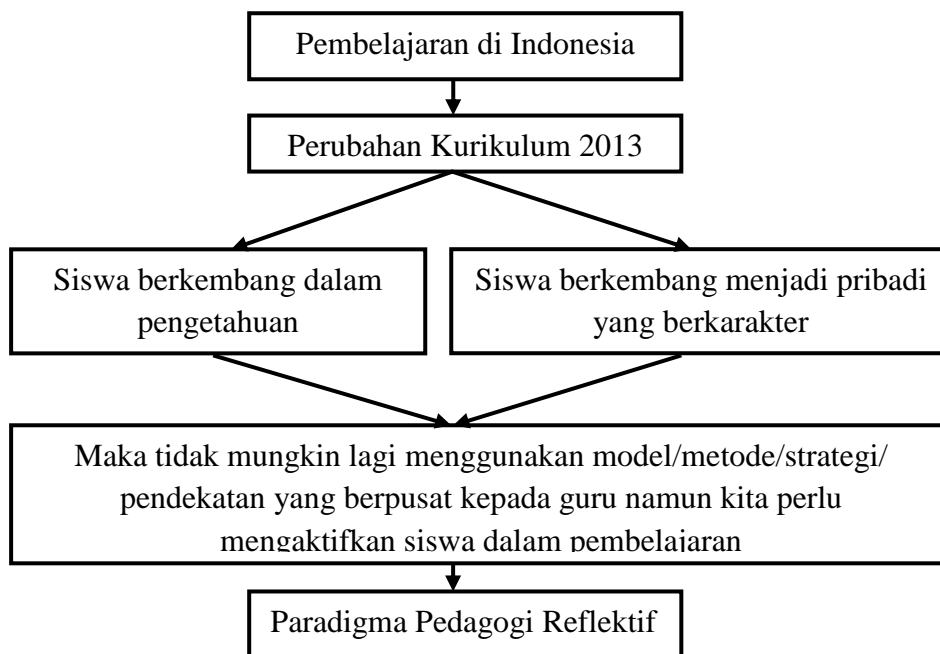 Pembelajaran di Indonesia
Perubahan Kurikulum 2013
Siswa berkembang dalam
pengetahuan
Siswa berkembang menjadi pribadi
yang berkarakter
Maka tidak mungkin lagi menggunakan model/metode/strategi/
pendekatan yang berpusat kepada guru namun kita perlu
mengaktifkan siswa dalam pembelajaran
Paradigma Pedagogi Reflektif